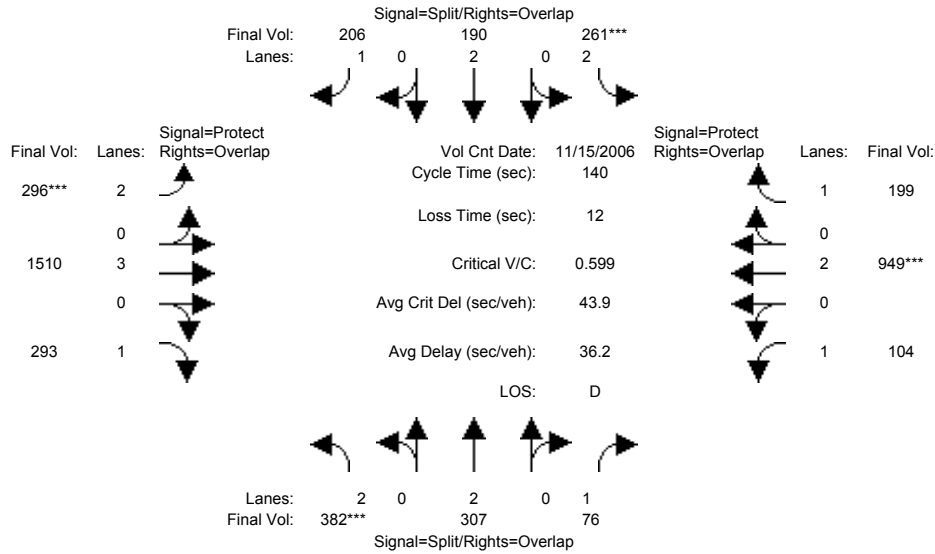 Signal=Split/Rights=Overlap
Final Vol: 206 190 261***
Lanes: 1 0 2 0 2
Signal=Protect
Final Vol: Lanes: Rights=Overlap
Vol Cnt Date: 11/15/2006
Signal=Protect
Rights=Overlap Lanes: Final Vol:
296*** 2
Cycle Time (sec): 140
1 199
0
Loss Time (sec): 12
0
1510 3
Critical V/C: 0.599
2 949***
0
Avg Crit Del (sec/veh): 43.9
0
293 1
Avg Delay (sec/veh): 36.2
1 104
LOS: D
Lanes: 2 0 2 0 1
Final Vol: 382*** 307 76
Signal=Split/Rights=Overlap